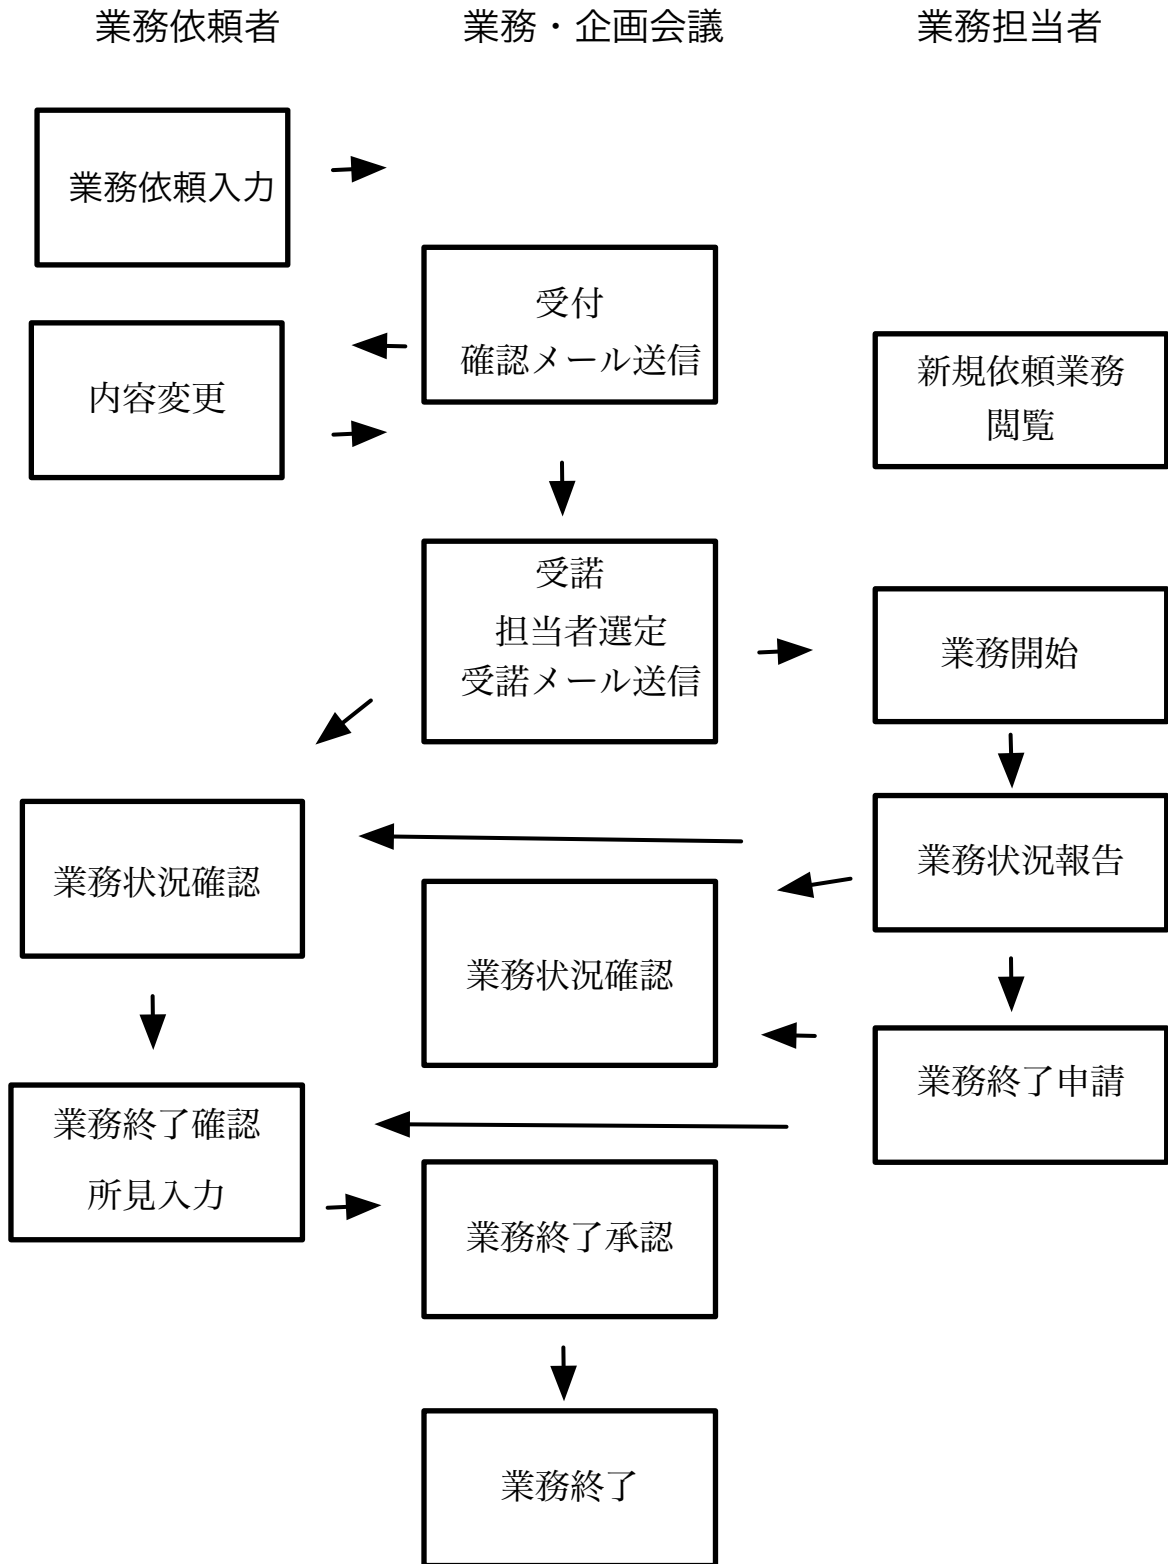 業務依頼者
業務・企画会議
業務担当者
業務依頼入力
受付
確認メール送信
内容変更
新規依頼業務
閲覧
受諾
担当者選定
受諾メール送信
業務開始
業務状況確認
業務状況報告
業務状況確認
業務終了申請
業務終了確認
所見入力
業務終了承認
業務終了